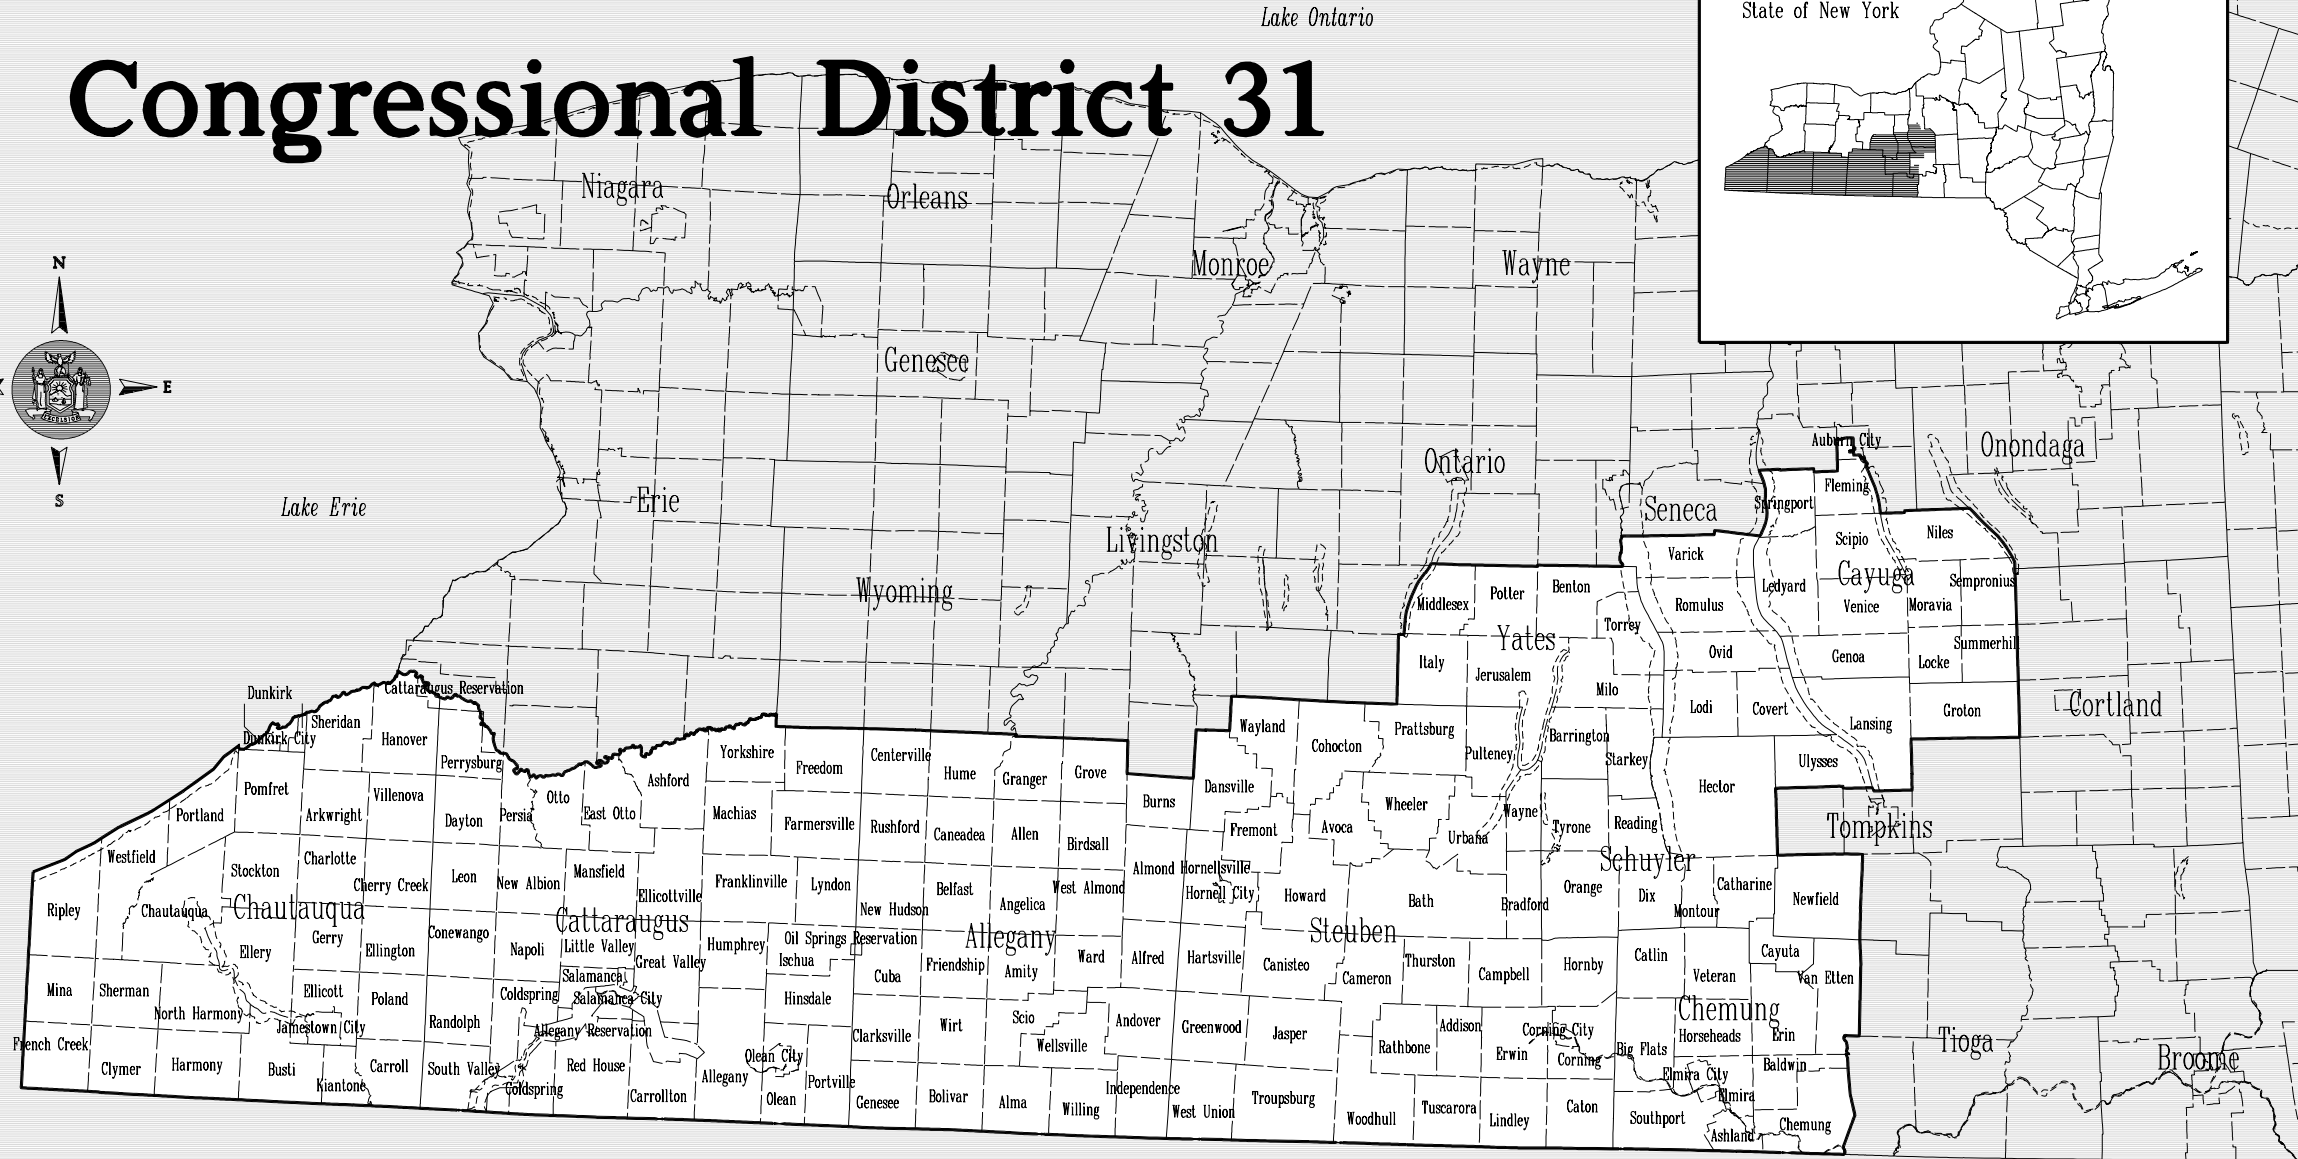 Lake Ontario
State of New York
Congressional District 31
Niagara
Orleans
Monroe
Wayne
N
E
S
EXCELSIOR
Genesee
Lake Erie
Erie
Wyoming
Livingston
Ontario
Seneca
Auburn City
Onondaga
Fleming
Springport
Scipio
Niles
Varick
Ledyard
Cayuga
Sempronius
Middlesex
Potter
Benton
Romulus
Venice
Moravia
Torrey
Yates
Ovid
Genoa
Summerhill
Locke
Italy
Jerusalem
Milo
Lodi
Covert
Lansing
Groton
Cortland
Dunkirk
Cattaraugus Reservation
Sheridan
Dunkirk City
Hanover
Perrysburg
Yorkshire
Centerville
Wayland
Cohocton
Prattsburg
Pulteney
Barrington
Starkey
Ulysses
Hector
Pomfret
Portland
Arkwright
Villenova
Dayton
Persia
Otto
East Otto
Ashford
Machias
Freedom
Farmersville
Rushford
Hume
Caneadea
Granger
Allen
Grove
Birdsall
Burns
Dansville
Fremont
Avoca
Wheeler
Urbana
Wayne
Tyrone
Reading
Schuyler
Tompkins
Westfield
Stockton
Charlotte
Cherry Creek
Leon
New Albion
Mansfield
Ellicottville
Franklinville
Lyndon
New Hudson
Belfast
Angelica
West Almond
Almond
Hornellsville
Hornell City
Howard
Bath
Bradford
Orange
Dix
Montour
Catharine
Newfield
Ripley
Chautauqua
Chautauqua
Ellery
Gerry
Ellington
Conewango
Napoli
Cattaraugus
Little Valley
Great Valley
Humphrey
Oil Springs Reservation
Ischua
Cuba
Allegany
Friendship
Amity
Ward
Alfred
Hartsville
Canisteo
Steuben
Cameron
Thurston
Campbell
Hornby
Catlin
Veteran
Cayuta
Van Etten
Mina
Sherman
North Harmony
Ellicott
Jamestown City
Poland
Randolph
Coldspring
Salamanca
Salamanca City
Allegany Reservation
Hinsdale
Clarksville
Wirt
Scio
Wellsville
Andover
Greenwood
Jasper
Rathbone
Addison
Erwin
Corning City
Corning
Big Flats
Chemung
Horseheads
Erin
Tioga
Broome
French Creek
Clymer
Harmony
Busti
Kiantone
Carroll
South Valley
Coldspring
Red House
Carrollton
Allegany
Olean City
Olean
Portville
Genesee
Bolivar
Alma
Willing
Independence
West Union
Troupsburg
Woodhull
Tuscarora
Lindley
Caton
Southport
Elmira City
Elmira
Baldwin
Ashland
Chemung